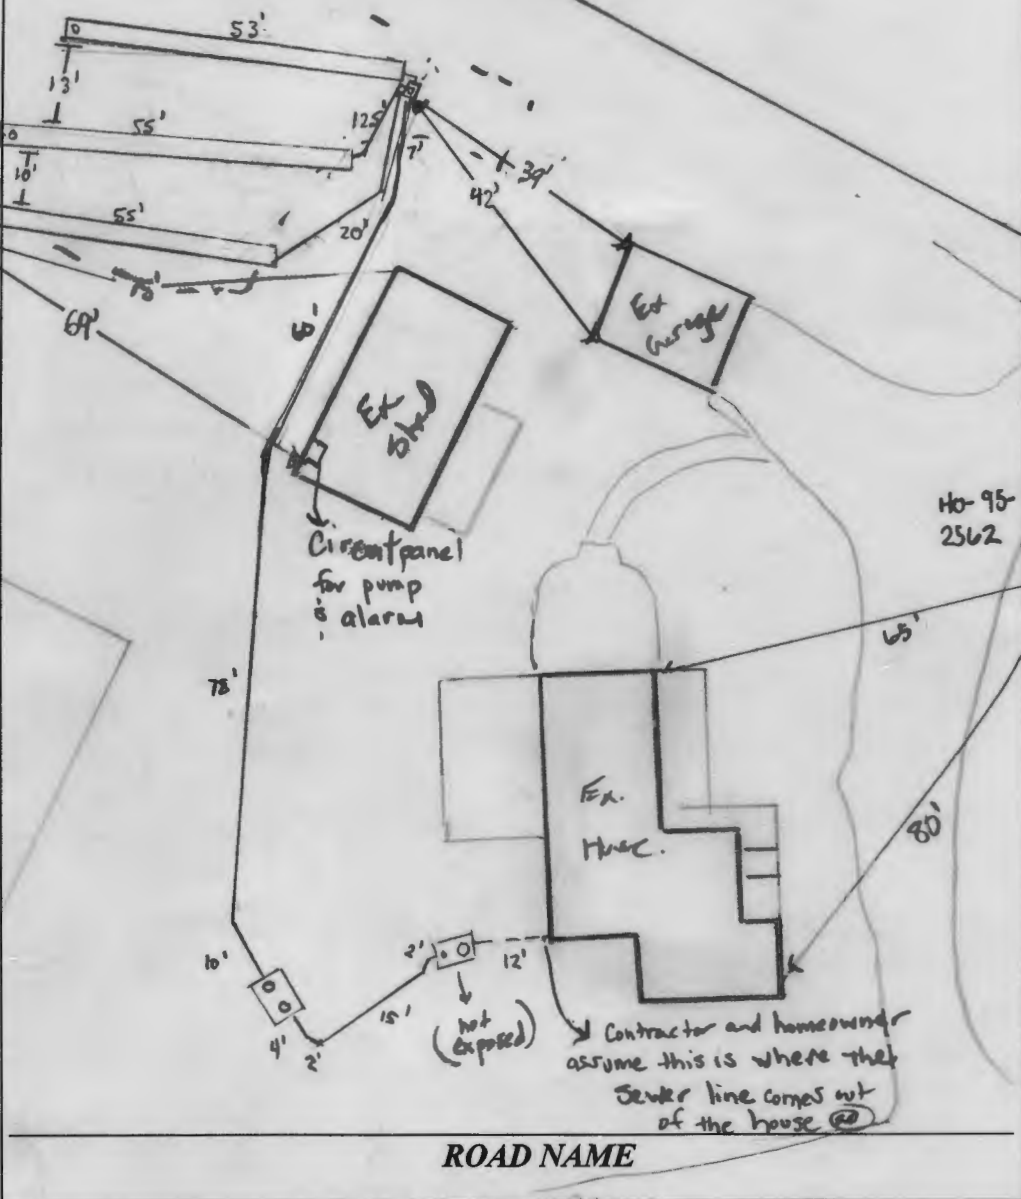 53'
13'
125'
55'
7'
39'
10'
42'
55'
20'
69'
Ex
Garage
Ex
Shed
Ho-95-
2562
Circuit panel
for pump
& alarm
65'
78'
Ex.
House.
80'
10'
2'
12'
15'
(not
exposed)
4'
2'
Contractor and homeowner
assume this is where the
sewer line comes out
of the house
ROAD NAME